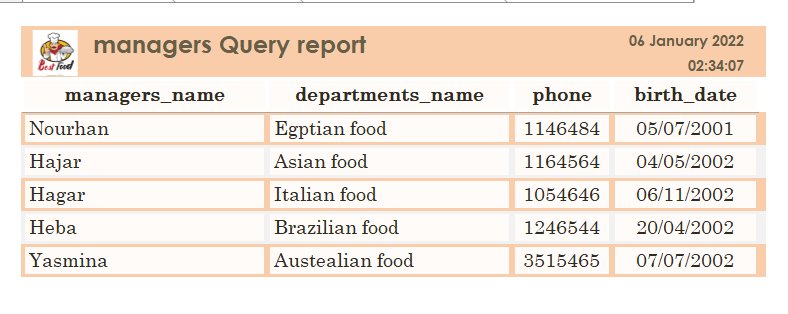 managers Query report
06 January 2022
02:34:07
Best Food
managers_name departments_name phone birth_date
Nourhan Egptian food 1146484 05/07/2001
Hajar Asian food 1164564 04/05/2002
Hagar Italian food 1054646 06/11/2002
Heba Brazilian food 1246544 20/04/2002
Yasmina Austealian food 3515465 07/07/2002